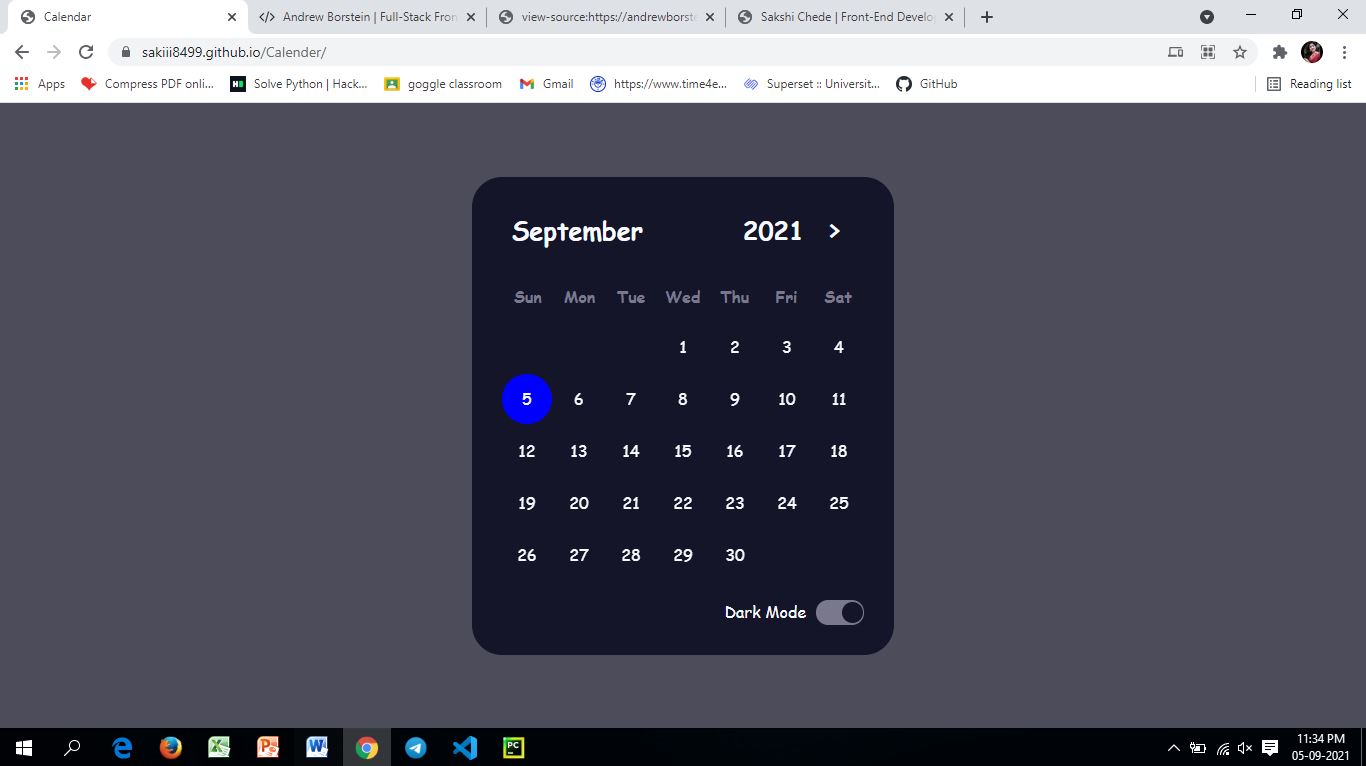 Calendar
Andrew Borstein | Full-Stack Fron
view-source:https://andrewborste
Sakshi Chede | Front-End Develop
sakiii8499.github.io/Calender/
Apps
Compress PDF onli...
Solve Python | Hack...
goggle classroom
Gmail
https://www.time4e...
Superset :: Universit...
GitHub
Reading list
September 2021 >
Sun Mon Tue Wed Thu Fri Sat
1 2 3 4
5 6 7 8 9 10 11
12 13 14 15 16 17 18
19 20 21 22 23 24 25
26 27 28 29 30
Dark Mode
11:34 PM
05-09-2021